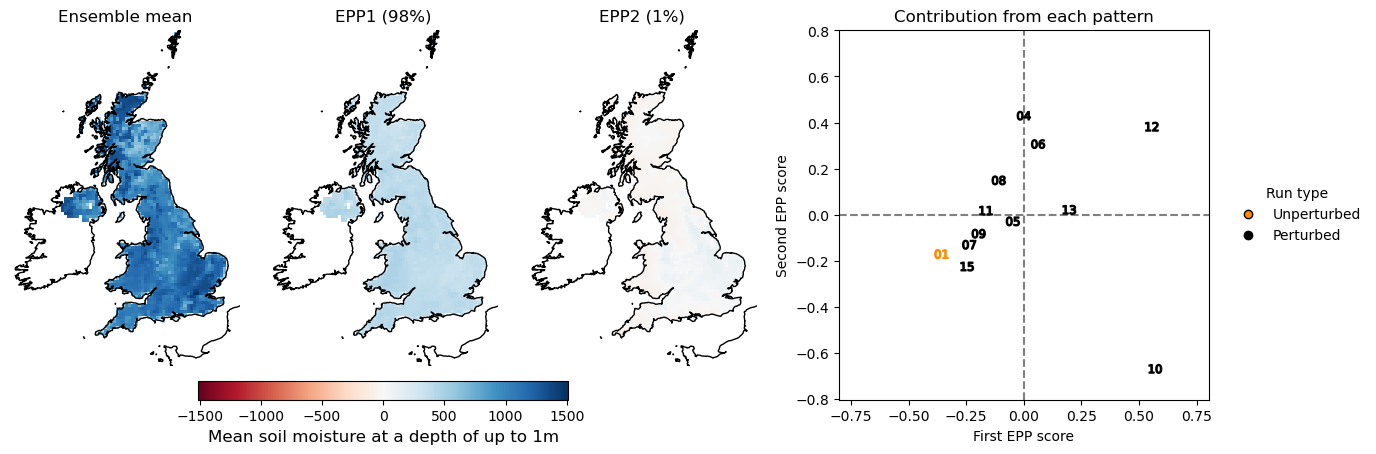 Ensemble mean
EPP1 (98%)
EPP2 (1%)
Contribution from each pattern
−1500 −1000 −500 0 500 1000 1500
Mean soil moisture at a depth of up to 1m
Second EPP score
0.8
0.6
0.4
0.2
0.0
−0.2
−0.4
−0.6
−0.8
04
12
06
08
11
13
05
09
07
01
15
10
−0.75 −0.50 −0.25 0.00 0.25 0.50 0.75
First EPP score
Run type
Unperturbed
Perturbed